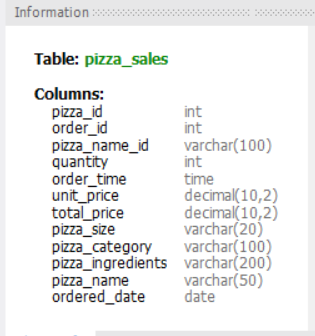 Information
Table: pizza_sales
Columns:
pizza_id int
order_id int
pizza_name_id varchar(100)
quantity int
order_time time
unit_price decimal(10,2)
total_price decimal(10,2)
pizza_size varchar(20)
pizza_category varchar(100)
pizza_ingredients varchar(200)
pizza_name varchar(50)
ordered_date date